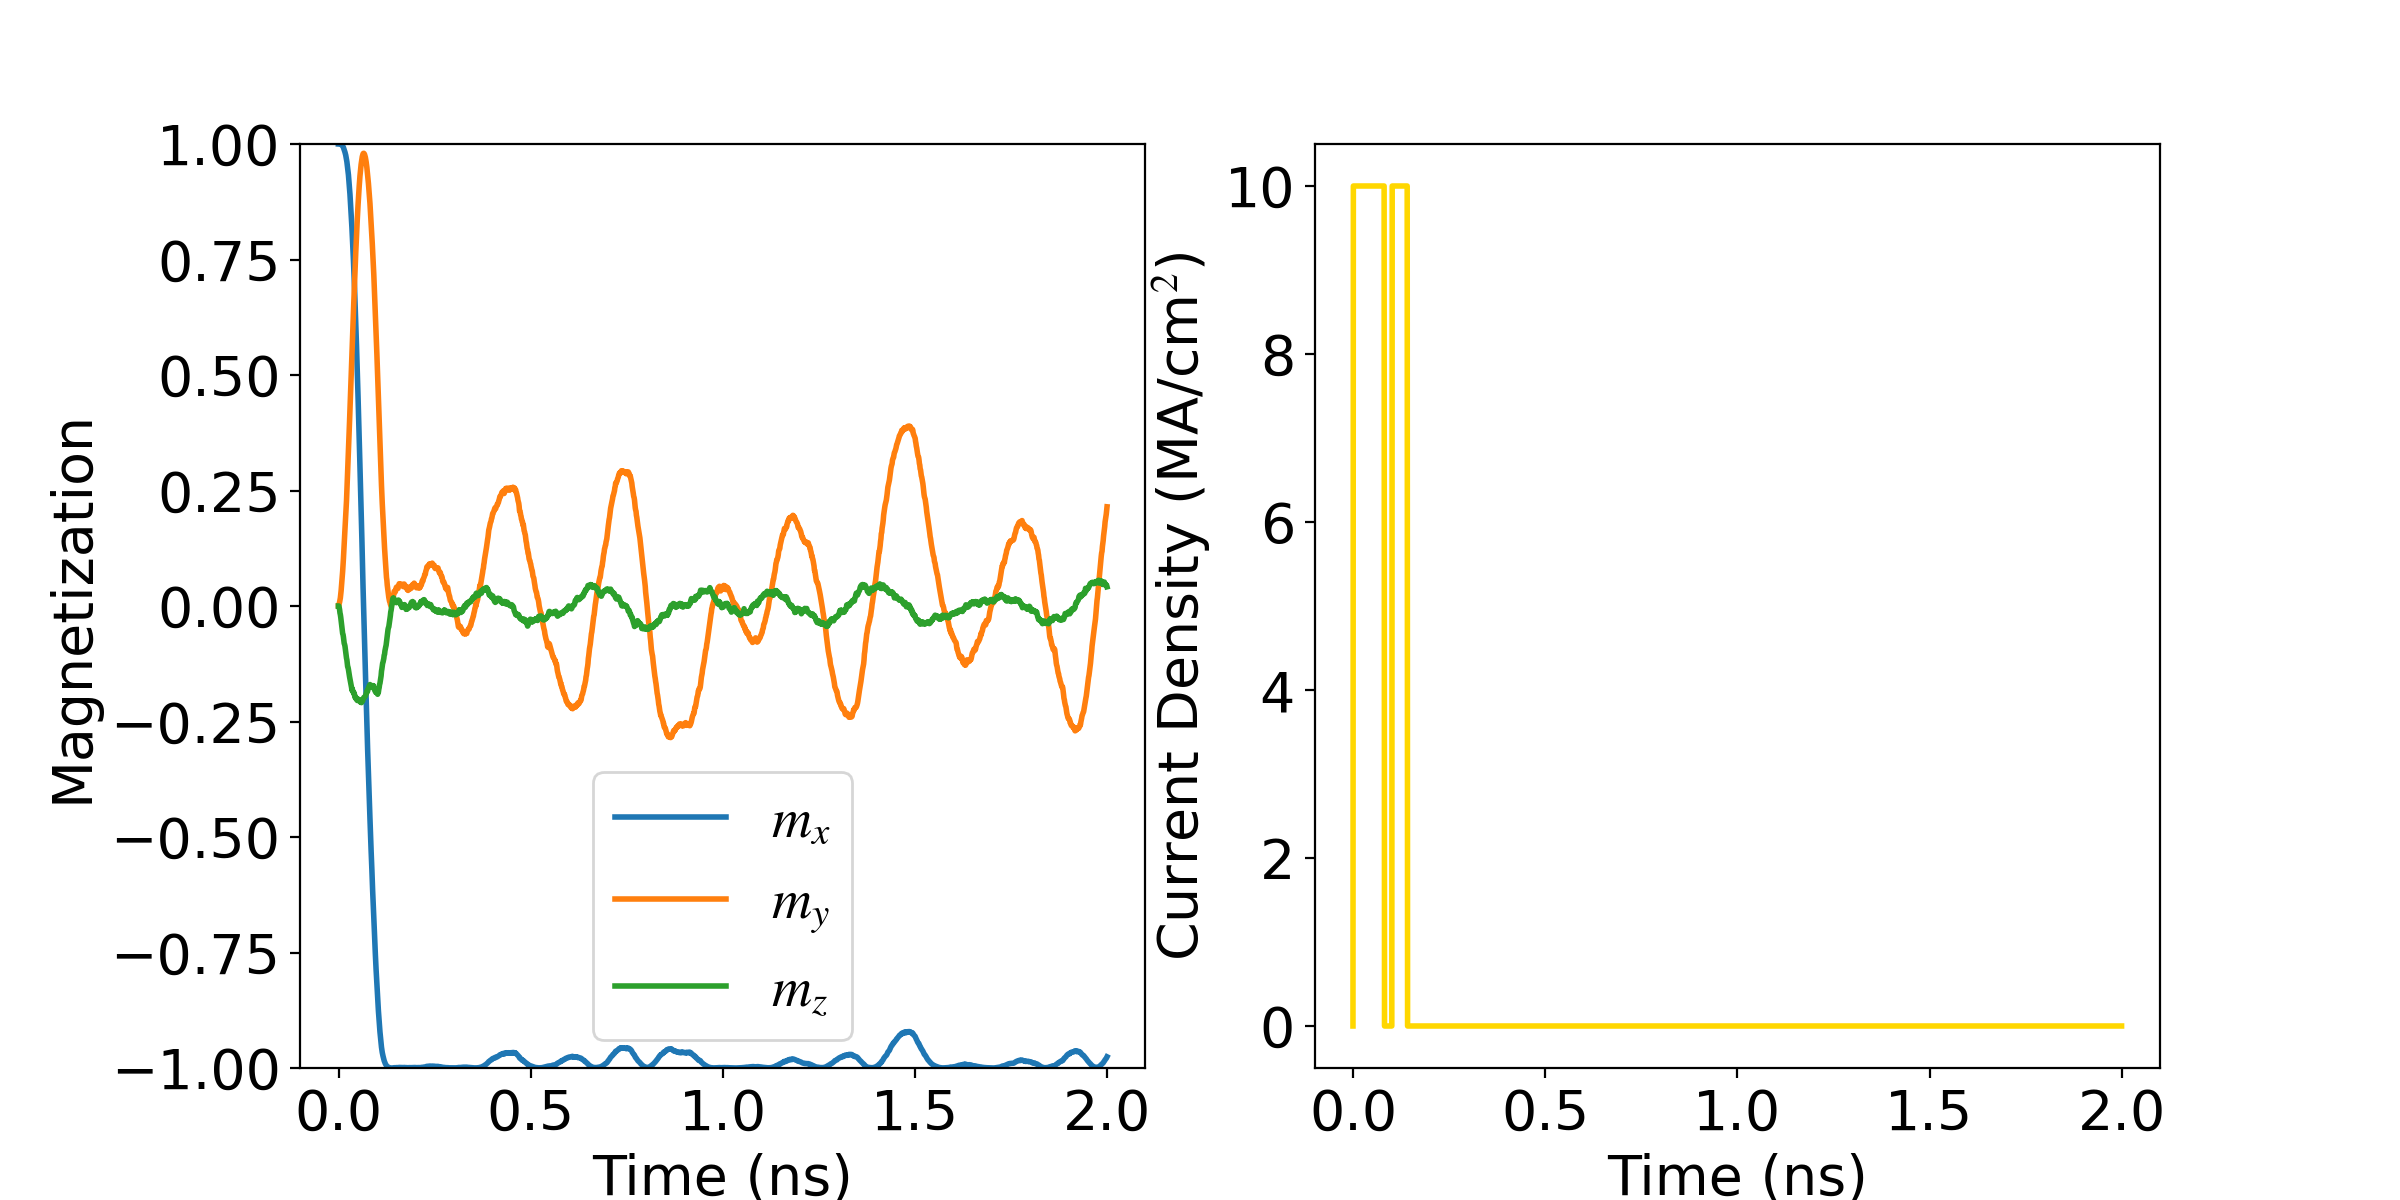 Magnetization
1.00
0.75
0.50
0.25
0.00
−0.25
−0.50
−0.75
−1.00
0.0 0.5 1.0 1.5 2.0
Time (ns)
m_x
m_y
m_z
Current Density (MA/cm²)
10
8
6
4
2
0
0.0 0.5 1.0 1.5 2.0
Time (ns)